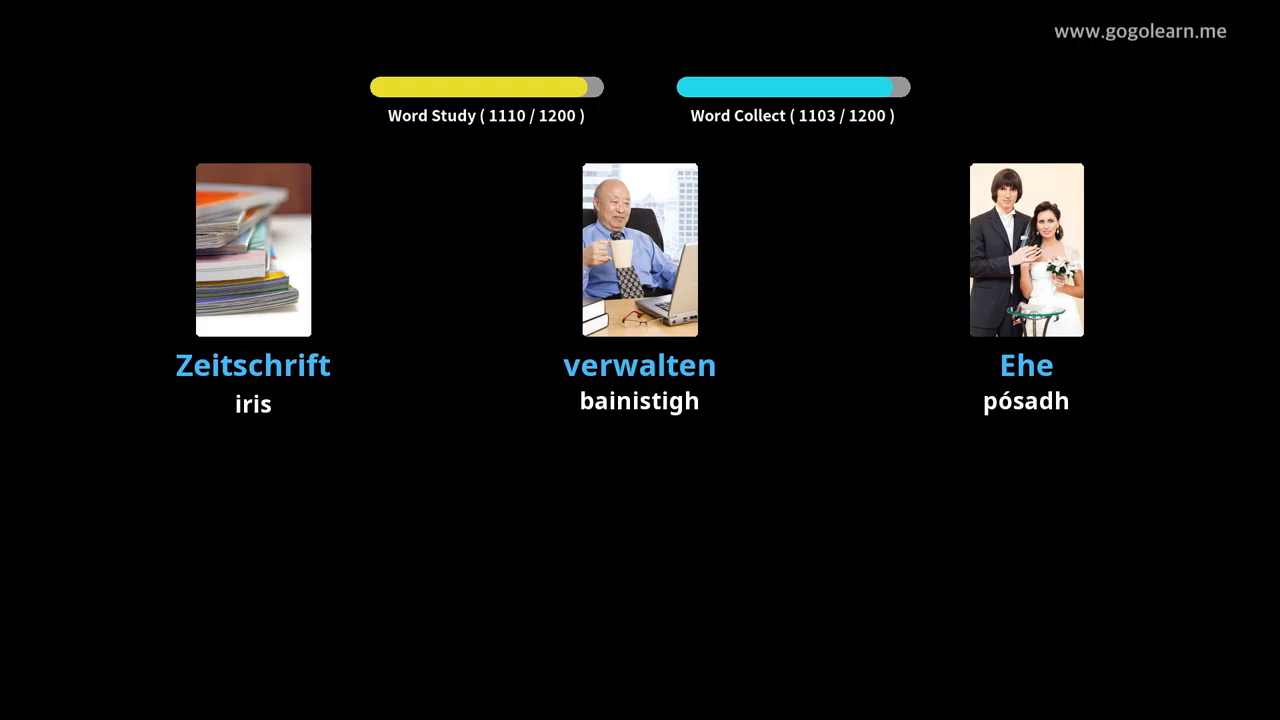 www.gogolearn.me
Word Study ( 1110 / 1200 )
Word Collect ( 1103 / 1200 )
Zeitschrift
iris
verwalten
bainistigh
Ehe
pósadh